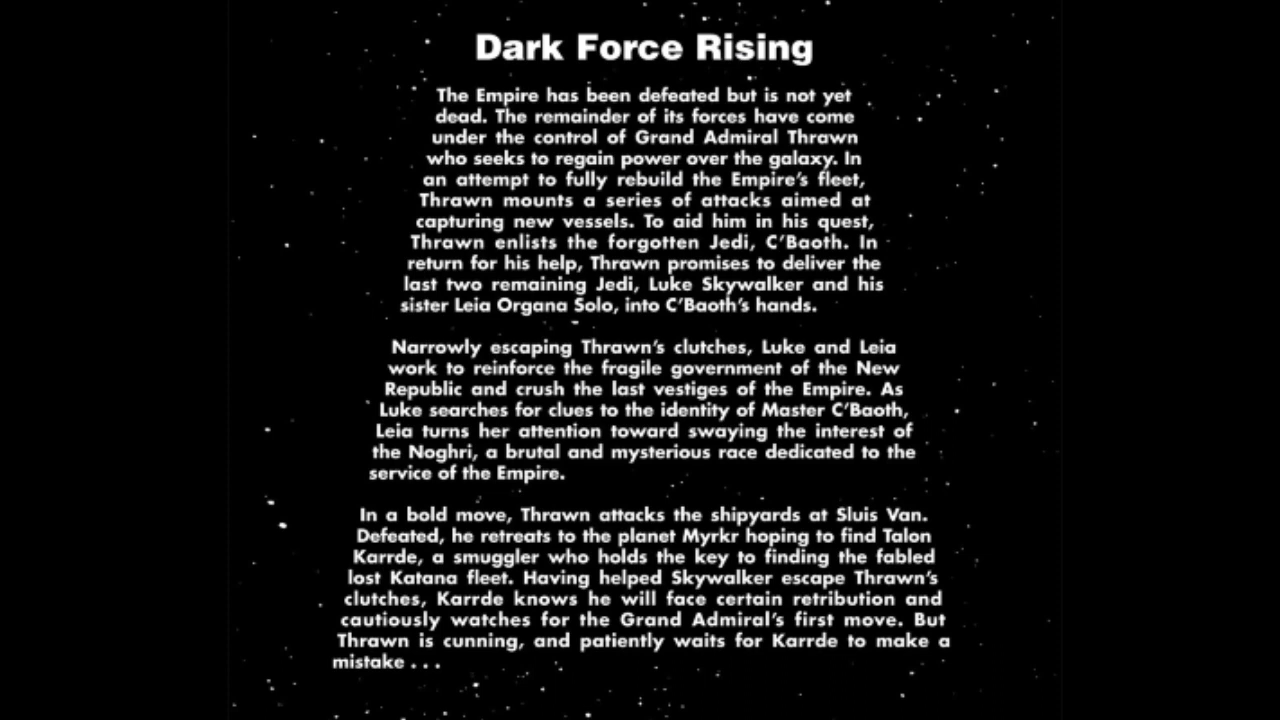 Dark Force Rising
The Empire has been defeated but is not yet
dead. The remainder of its forces have come
under the control of Grand Admiral Thrawn
who seeks to regain power over the galaxy. In
an attempt to fully rebuild the Empire’s fleet,
Thrawn mounts a series of attacks aimed at
capturing new vessels. To aid him in his quest,
Thrawn enlists the forgotten Jedi, C’Baoth. In
return for his help, Thrawn promises to deliver the
last two remaining Jedi, Luke Skywalker and his
sister Leia Organa Solo, into C’Baoth’s hands.
Narrowly escaping Thrawn’s clutches, Luke and Leia
work to reinforce the fragile government of the New
Republic and crush the last vestiges of the Empire. As
Luke searches for clues to the identity of Master C’Baoth,
Leia turns her attention toward swaying the interest of
the Noghri, a brutal and mysterious race dedicated to the
service of the Empire.
In a bold move, Thrawn attacks the shipyards at Sluis Van.
Defeated, he retreats to the planet Myrkr hoping to find Talon
Karrde, a smuggler who holds the key to finding the fabled
lost Katana fleet. Having helped Skywalker escape Thrawn’s
clutches, Karrde knows he will face certain retribution and
cautiously watches for the Grand Admiral’s first move. But
Thrawn is cunning, and patiently waits for Karrde to make a
mistake . . .